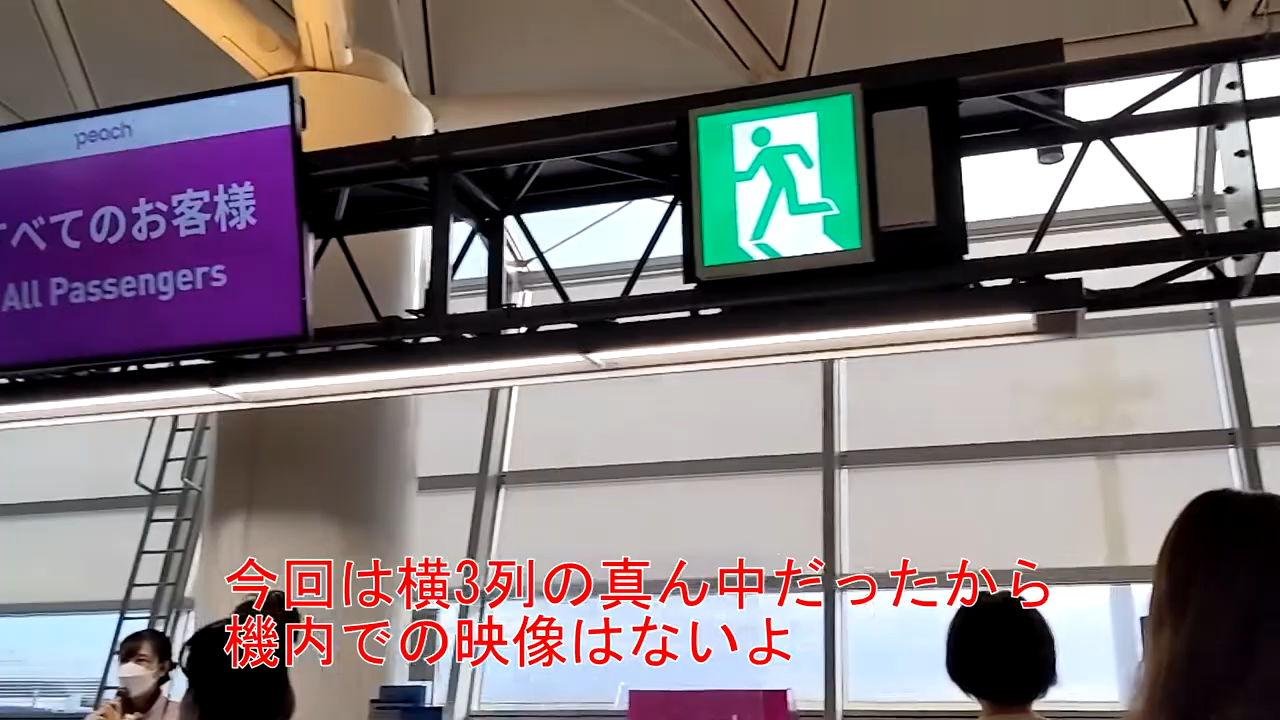 peach
すべてのお客様
All Passengers
今回は横3列の真ん中だったから
機内での映像はないよ